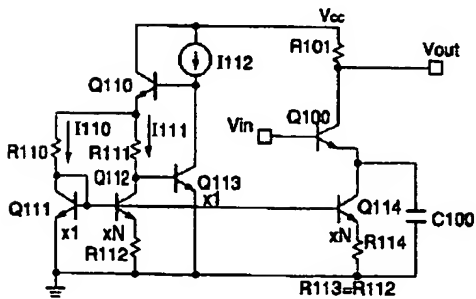 Vcc
R101
Vout
I112
Q110
Q100
Vin
I110
I111
R110
R111
Q112
Q113
x1
Q111
x1
xN
R112
Q114
xN
C100
R114
R113=R112